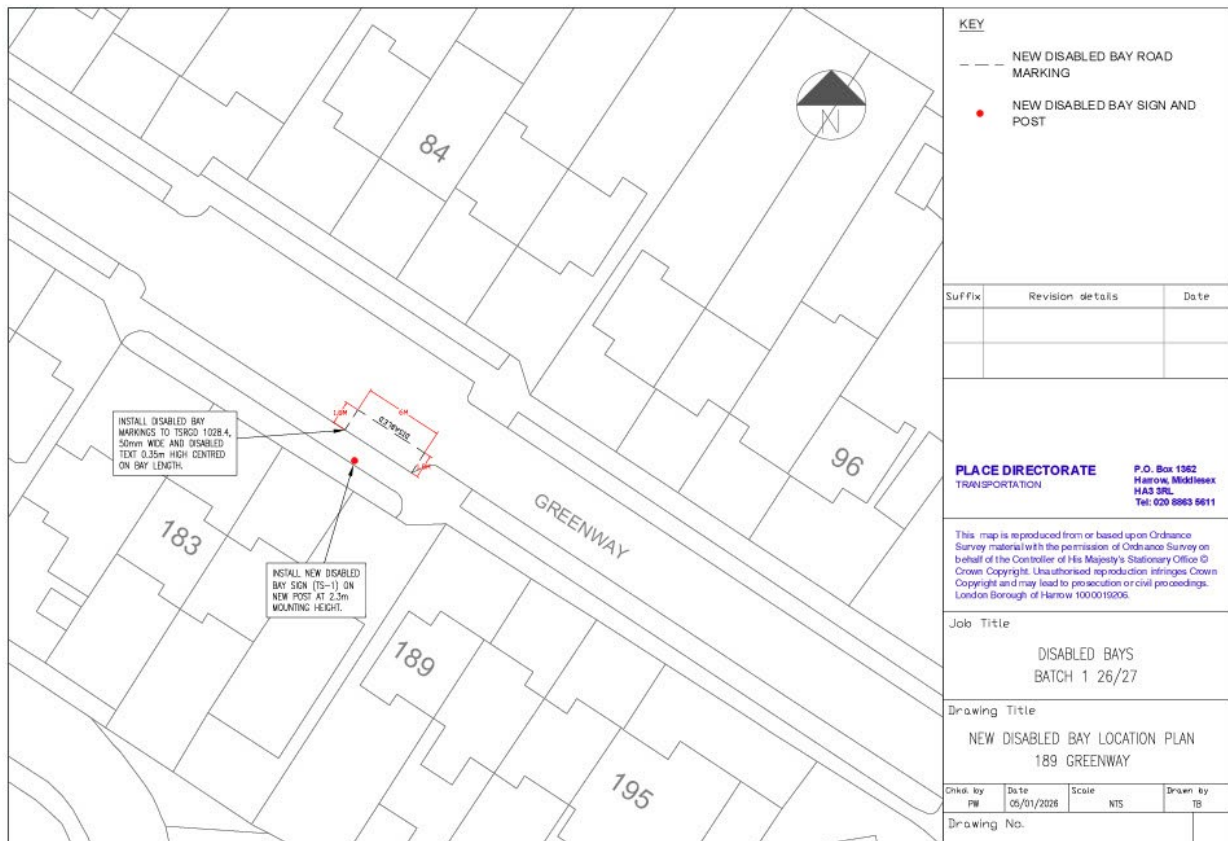 84
96
183
189
195
GREENWAY
DISABLED
6M
INSTALL DISABLED BAY
MARKINGS TO TSRGD 1028.4,
50mm WIDE AND DISABLED
TEXT 0.35m HIGH CENTRED
ON BAY LENGTH.
INSTALL NEW DISABLED
BAY SIGN (TS-1) ON
NEW POST AT 2.3m
MOUNTING HEIGHT.
N
KEY
NEW DISABLED BAY ROAD
MARKING
NEW DISABLED BAY SIGN AND
POST
Suffix Revision details Date
PLACE DIRECTORATE
TRANSPORTATION
P.O. Box 1362
Harrow, Middlesex
HA3 3RL
Tel: 020 8863 5611
This map is reproduced from or based upon Ordnance
Survey material with the permission of Ordnance Survey on
behalf of the Controller of His Majesty's Stationary Office ©
Crown Copyright. Unauthorised reproduction infringes Crown
Copyright and may lead to prosecution or civil proceedings.
London Borough of Harrow 1000019206.
Job Title
DISABLED BAYS
BATCH 1 26/27
Drawing Title
NEW DISABLED BAY LOCATION PLAN
189 GREENWAY
Chkd. by Date Scale Drawn by
PW 05/01/2026 NTS TB
Drawing No.